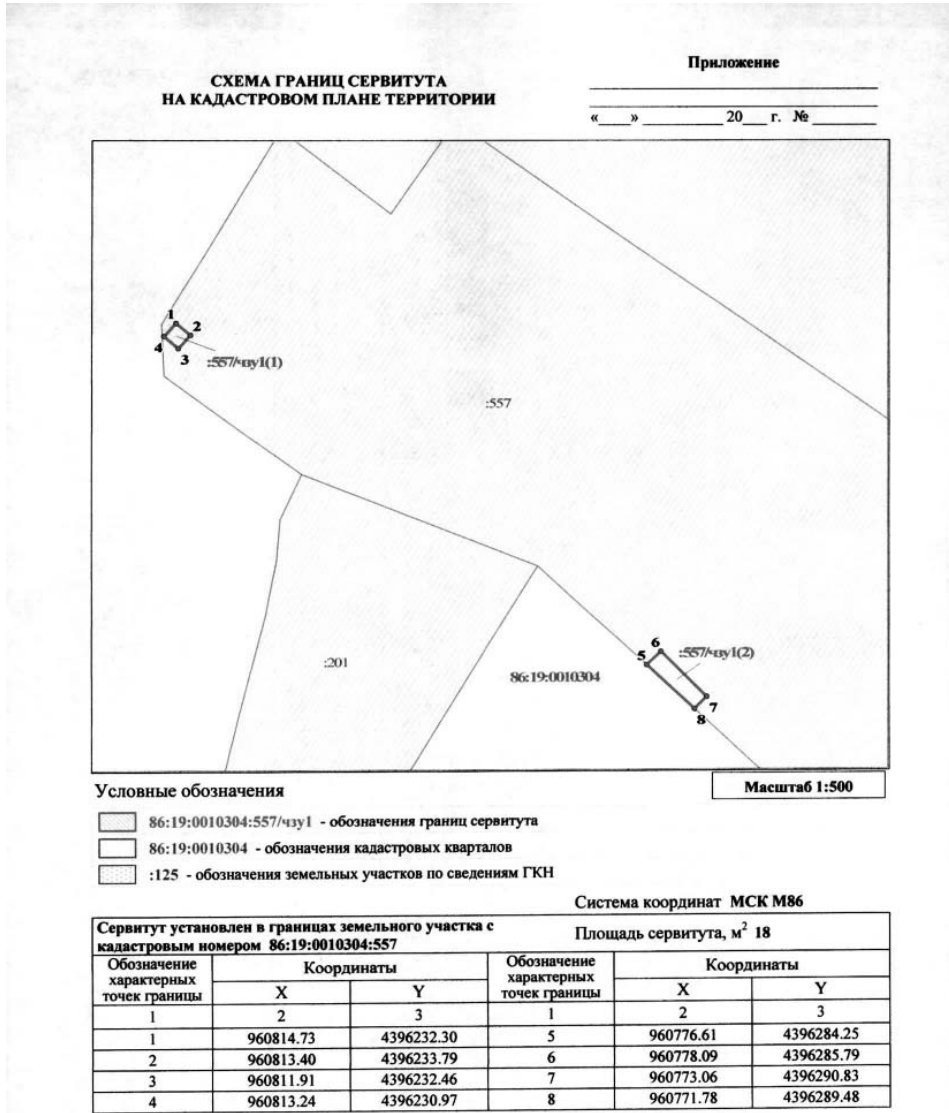 Приложение
СХЕМА ГРАНИЦ СЕРВИТУТА
НА КАДАСТРОВОМ ПЛАНЕ ТЕРРИТОРИИ
«___» __________ 20___ г. № ________
1
2
3
4
:557/чзу1(1)
:557
:201
86:19:0010304
5
6
7
8
:557/чзу1(2)
Масштаб 1:500
Условные обозначения
86:19:0010304:557/чзу1 - обозначения границ сервитута
86:19:0010304 - обозначения кадастровых кварталов
:125 - обозначения земельных участков по сведениям ГКН
Система координат МСК М86
Сервитут установлен в границах земельного участка с
кадастровым номером 86:19:0010304:557
Площадь сервитута, м² 18
Обозначение характерных точек границы Координаты Обозначение характерных точек границы Координаты
X Y X Y
1 2 3 1 2 3
1 960814.73 4396232.30 5 960776.61 4396284.25
2 960813.40 4396233.79 6 960778.09 4396285.79
3 960811.91 4396232.46 7 960773.06 4396290.83
4 960813.24 4396230.97 8 960771.78 4396289.48